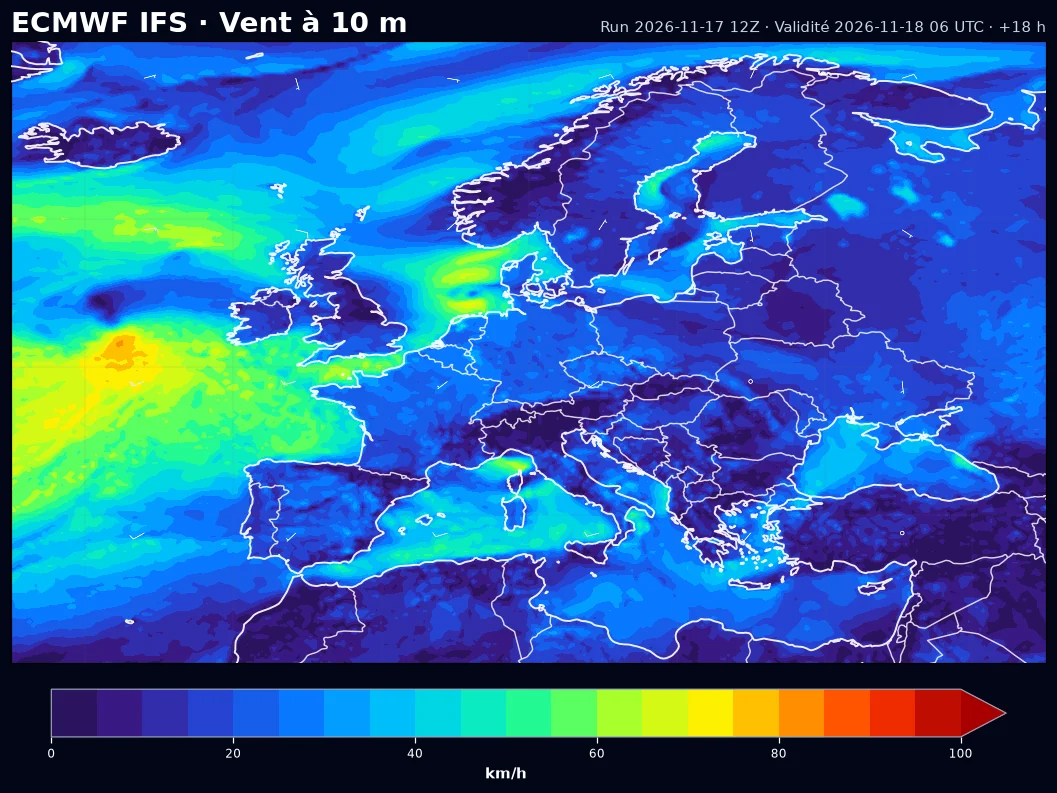 ECMWF IFS · Vent à 10 m
Run 2026-11-17 12Z · Validité 2026-11-18 06 UTC · +18 h
0 20 40 60 80 100
km/h